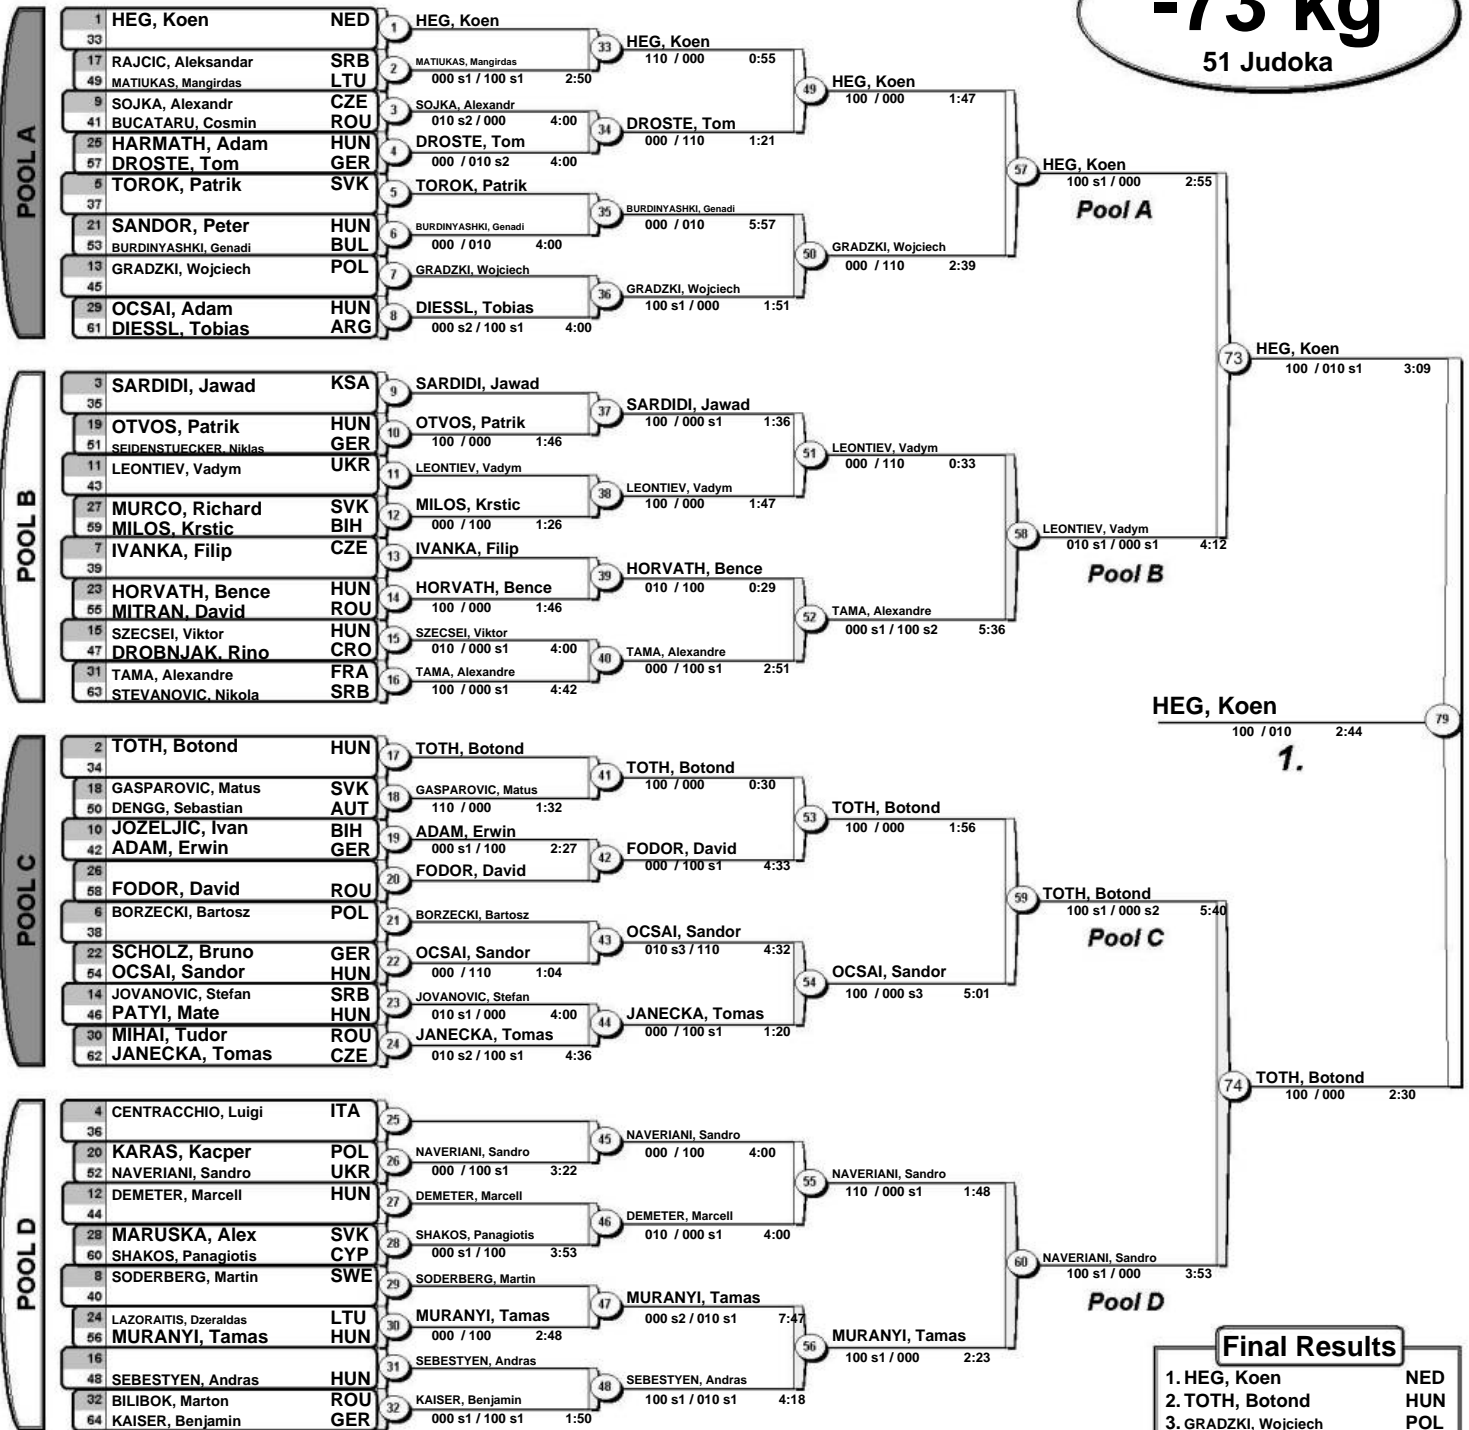 -73 kg
51 Judoka
POOL A
1 HEG, Koen NED
33
17 RAJCIC, Aleksandar SRB
49 MATIUKAS, Mangirdas LTU
9 SOJKA, Alexandr CZE
41 BUCATARU, Cosmin ROU
25 HARMATH, Adam HUN
57 DROSTE, Tom GER
5 TOROK, Patrik SVK
37
21 SANDOR, Peter HUN
53 BURDINYASHKI, Genadi BUL
13 GRADZKI, Wojciech POL
45
29 OCSAI, Adam HUN
61 DIESSL, Tobias ARG
1 HEG, Koen
2 MATIUKAS, Mangirdas
000 s1 / 100 s1 2:50
3 SOJKA, Alexandr
010 s2 / 000 4:00
4 DROSTE, Tom
000 / 010 s2 4:00
5 TOROK, Patrik
6 BURDINYASHKI, Genadi
000 / 010 4:00
7 GRADZKI, Wojciech
8 DIESSL, Tobias
000 s2 / 100 s1 4:00
33 HEG, Koen
110 / 000 0:55
34 DROSTE, Tom
000 / 110 1:21
35 BURDINYASHKI, Genadi
000 / 010 5:57
36 GRADZKI, Wojciech
100 s1 / 000 1:51
49 HEG, Koen
100 / 000 1:47
50 GRADZKI, Wojciech
000 / 110 2:39
57 HEG, Koen
100 s1 / 000 2:55
Pool A
POOL B
3 SARDIDI, Jawad KSA
35
19 OTVOS, Patrik HUN
51 SEIDENSTUECKER, Niklas GER
11 LEONTIEV, Vadym UKR
43
27 MURCO, Richard SVK
59 MILOS, Krstic BIH
7 IVANKA, Filip CZE
39
23 HORVATH, Bence HUN
55 MITRAN, David ROU
15 SZECSEI, Viktor HUN
47 DROBNJAK, Rino CRO
31 TAMA, Alexandre FRA
63 STEVANOVIC, Nikola SRB
9 SARDIDI, Jawad
10 OTVOS, Patrik
100 / 000 1:46
11 LEONTIEV, Vadym
12 MILOS, Krstic
000 / 100 1:26
13 IVANKA, Filip
14 HORVATH, Bence
100 / 000 1:46
15 SZECSEI, Viktor
010 / 000 s1 4:00
16 TAMA, Alexandre
100 / 000 s1 4:42
37 SARDIDI, Jawad
100 / 000 s1 1:36
38 LEONTIEV, Vadym
100 / 000 1:47
39 HORVATH, Bence
010 / 100 0:29
40 TAMA, Alexandre
000 / 100 s1 2:51
51 LEONTIEV, Vadym
000 / 110 0:33
52 TAMA, Alexandre
000 s1 / 100 s2 5:36
58 LEONTIEV, Vadym
010 s1 / 000 s1 4:12
Pool B
73 HEG, Koen
100 / 010 s1 3:09
HEG, Koen 79
100 / 010 2:44
1.
POOL C
2 TOTH, Botond HUN
34
18 GASPAROVIC, Matus SVK
50 DENGG, Sebastian AUT
10 JOZELJIC, Ivan BIH
42 ADAM, Erwin GER
26
58 FODOR, David ROU
6 BORZECKI, Bartosz POL
38
22 SCHOLZ, Bruno GER
54 OCSAI, Sandor HUN
14 JOVANOVIC, Stefan SRB
46 PATYI, Mate HUN
30 MIHAI, Tudor ROU
62 JANECKA, Tomas CZE
17 TOTH, Botond
18 GASPAROVIC, Matus
110 / 000 1:32
19 ADAM, Erwin
000 s1 / 100 2:27
20 FODOR, David
21 BORZECKI, Bartosz
22 OCSAI, Sandor
000 / 110 1:04
23 JOVANOVIC, Stefan
010 s1 / 000 4:00
24 JANECKA, Tomas
010 s2 / 100 s1 4:36
41 TOTH, Botond
100 / 000 0:30
42 FODOR, David
000 / 100 s1 4:33
43 OCSAI, Sandor
010 s3 / 110 4:32
44 JANECKA, Tomas
000 / 100 s1 1:20
53 TOTH, Botond
100 / 000 1:56
54 OCSAI, Sandor
100 / 000 s3 5:01
59 TOTH, Botond
100 s1 / 000 s2 5:40
Pool C
74 TOTH, Botond
100 / 000 2:30
POOL D
4 CENTRACCHIO, Luigi ITA
36
20 KARAS, Kacper POL
52 NAVERIANI, Sandro UKR
12 DEMETER, Marcell HUN
44
28 MARUSKA, Alex SVK
60 SHAKOS, Panagiotis CYP
8 SODERBERG, Martin SWE
40
24 LAZORAITIS, Dzeraldas LTU
56 MURANYI, Tamas HUN
16
48 SEBESTYEN, Andras HUN
32 BILIBOK, Marton ROU
64 KAISER, Benjamin GER
25
26 NAVERIANI, Sandro
000 / 100 s1 3:22
27 DEMETER, Marcell
28 SHAKOS, Panagiotis
000 s1 / 100 3:53
29 SODERBERG, Martin
30 MURANYI, Tamas
000 / 100 2:48
31 SEBESTYEN, Andras
32 KAISER, Benjamin
000 s1 / 100 s1 1:50
45 NAVERIANI, Sandro
000 / 100 4:00
46 DEMETER, Marcell
010 / 000 s1 4:00
47 MURANYI, Tamas
000 s2 / 010 s1 7:47
48 SEBESTYEN, Andras
100 s1 / 010 s1 4:18
55 NAVERIANI, Sandro
110 / 000 s1 1:48
56 MURANYI, Tamas
100 s1 / 000 2:23
60 NAVERIANI, Sandro
100 s1 / 000 3:53
Pool D
Final Results
1. HEG, Koen NED
2. TOTH, Botond HUN
3. GRADZKI, Wojciech POL